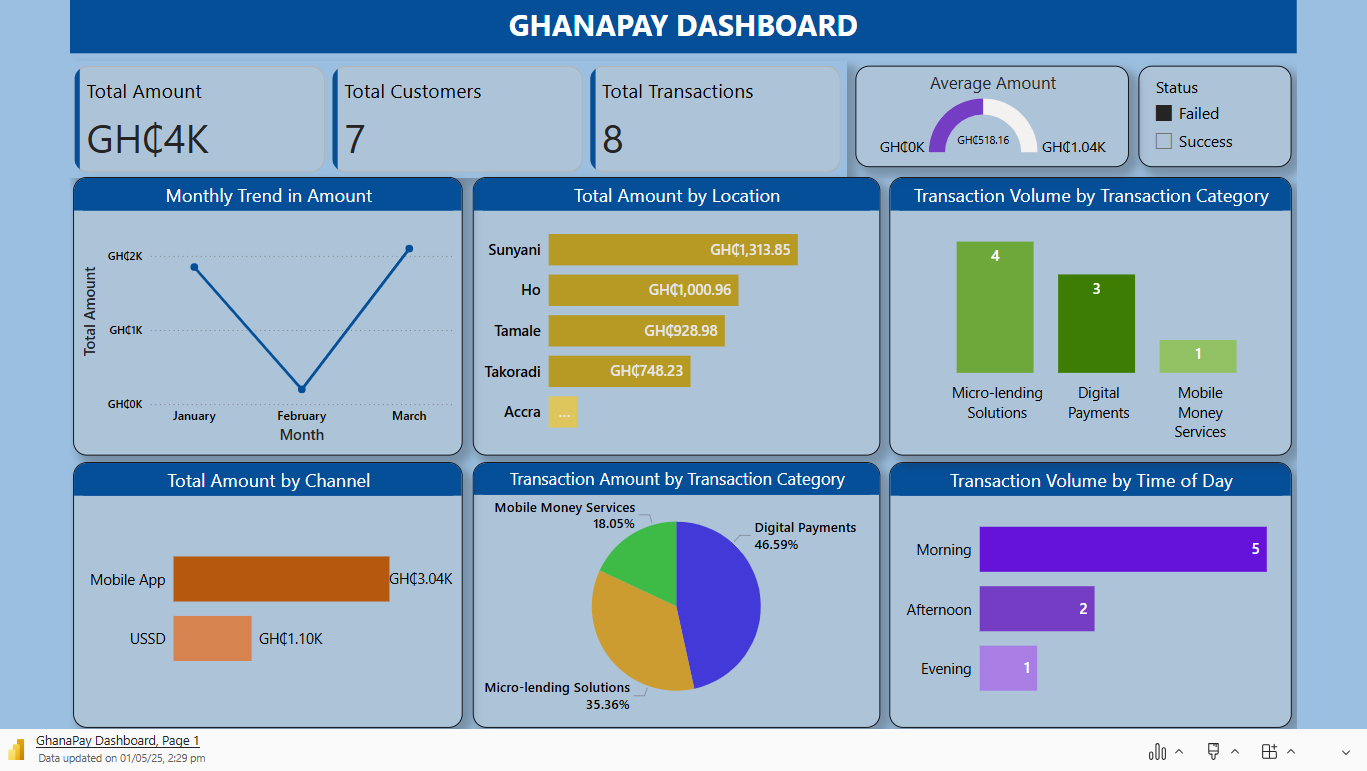 GHANAPAY DASHBOARD
Total Amount
GH₵4K
Total Customers
7
Total Transactions
8
Average Amount
GH₵0K
GH₵518.16
GH₵1.04K
Status
Failed
Success
Monthly Trend in Amount
Total Amount
GH₵2K
GH₵1K
GH₵0K
January
February
March
Month
Total Amount by Location
Sunyani
GH₵1,313.85
Ho
GH₵1,000.96
Tamale
GH₵928.98
Takoradi
GH₵748.23
Accra
...
Transaction Volume by Transaction Category
4
3
1
Micro-lending
Solutions
Digital
Payments
Mobile
Money
Services
Total Amount by Channel
Mobile App
GH₵3.04K
USSD
GH₵1.10K
Transaction Amount by Transaction Category
Mobile Money Services
18.05%
Digital Payments
46.59%
Micro-lending Solutions
35.36%
Transaction Volume by Time of Day
Morning
5
Afternoon
2
Evening
1
GhanaPay Dashboard, Page 1
Data updated on 01/05/25, 2:29 pm